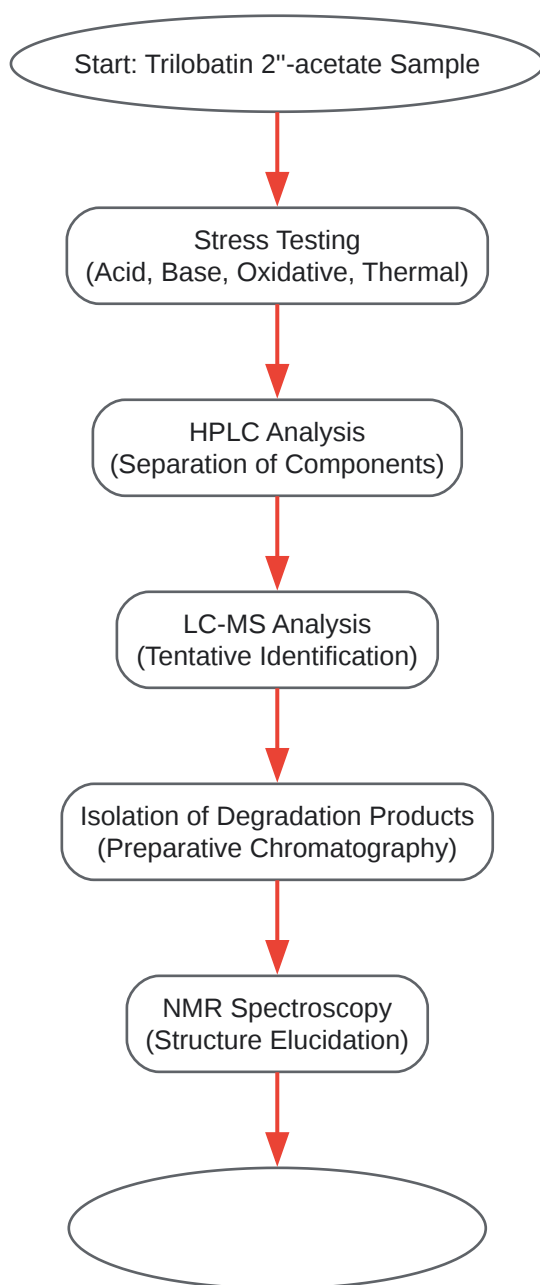 Start: Trilobatin 2"-acetate Sample
Stress Testing
(Acid, Base, Oxidative, Thermal)
HPLC Analysis
(Separation of Components)
LC-MS Analysis
(Tentative Identification)
Isolation of Degradation Products
(Preparative Chromatography)
NMR Spectroscopy
(Structure Elucidation)